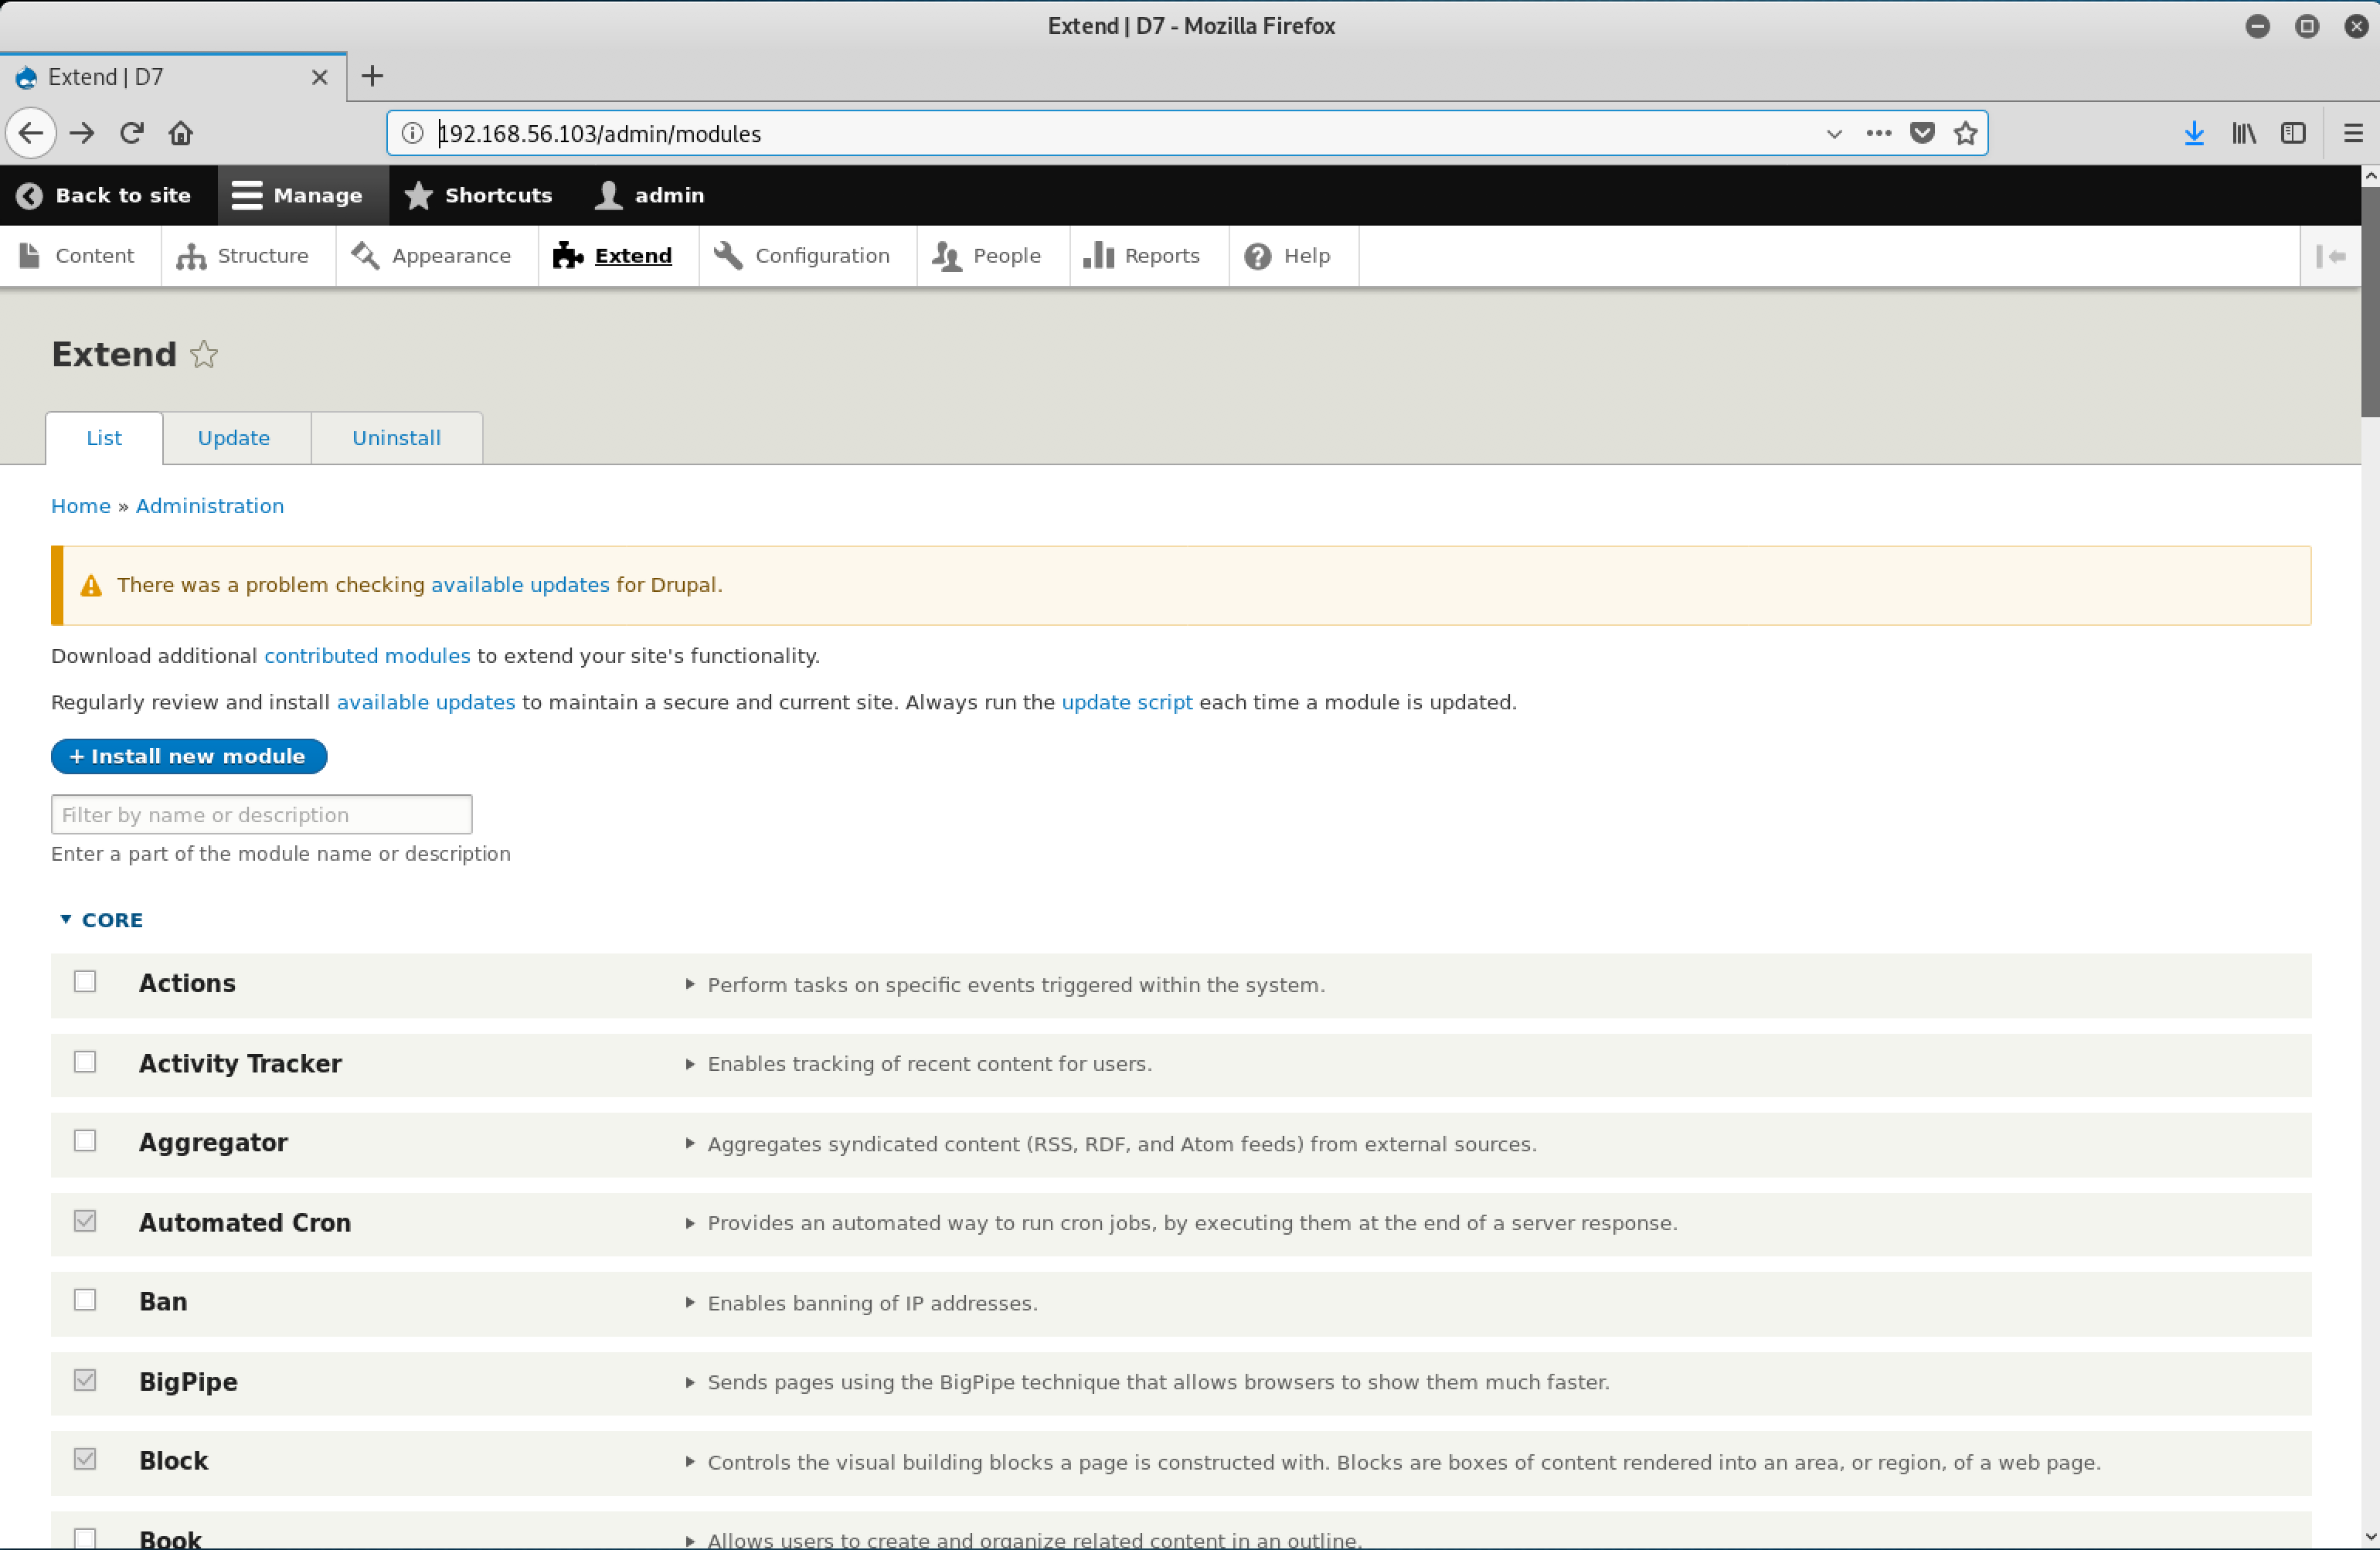 Extend | D7 - Mozilla Firefox
Extend | D7
192.168.56.103/admin/modules
Back to site Manage Shortcuts admin
Content Structure Appearance Extend Configuration People Reports Help
Extend
List Update Uninstall
Home » Administration
There was a problem checking available updates for Drupal.
Download additional contributed modules to extend your site's functionality.
Regularly review and install available updates to maintain a secure and current site. Always run the update script each time a module is updated.
+ Install new module
Filter by name or description
Enter a part of the module name or description
CORE
Actions Perform tasks on specific events triggered within the system.
Activity Tracker Enables tracking of recent content for users.
Aggregator Aggregates syndicated content (RSS, RDF, and Atom feeds) from external sources.
Automated Cron Provides an automated way to run cron jobs, by executing them at the end of a server response.
Ban Enables banning of IP addresses.
BigPipe Sends pages using the BigPipe technique that allows browsers to show them much faster.
Block Controls the visual building blocks a page is constructed with. Blocks are boxes of content rendered into an area, or region, of a web page.
Book Allows users to create and organize related content in an outline.